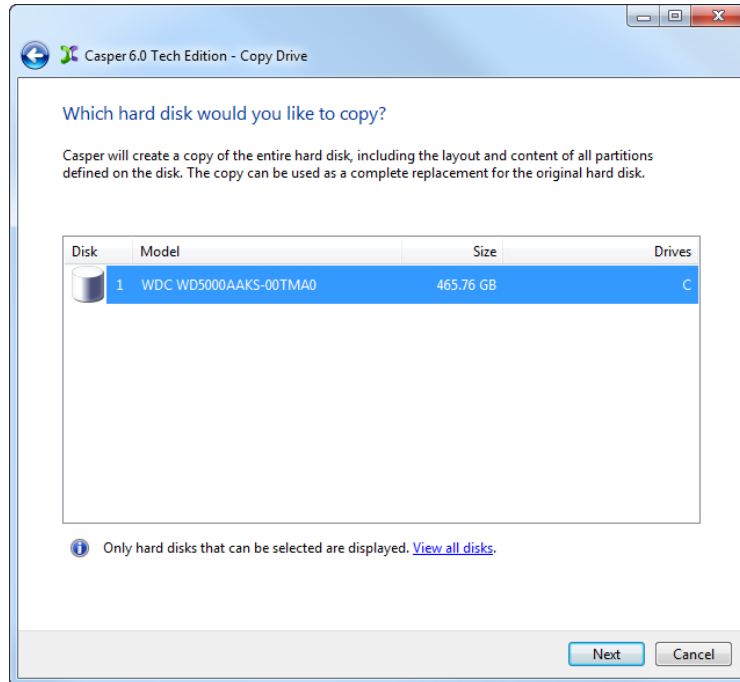 Casper 6.0 Tech Edition - Copy Drive
Which hard disk would you like to copy?
Casper will create a copy of the entire hard disk, including the layout and content of all partitions
defined on the disk. The copy can be used as a complete replacement for the original hard disk.
Disk Model Size Drives
1 WDC WD5000AAKS-00TMA0 465.76 GB C
Only hard disks that can be selected are displayed. View all disks.
Next Cancel